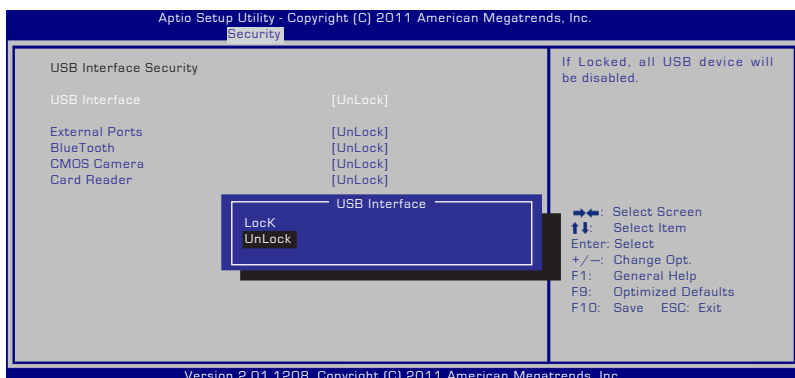 Aptio Setup Utility - Copyright (C) 2011 American Megatrends, Inc.
Security
USB Interface Security
USB Interface [UnLock]
External Ports [UnLock]
BlueTooth [UnLock]
CMOS Camera [UnLock]
Card Reader [UnLock]
USB Interface
LocK
UnLock
If Locked, all USB device will
be disabled.
→←: Select Screen
↑↓: Select Item
Enter: Select
+/—: Change Opt.
F1: General Help
F9: Optimized Defaults
F10: Save ESC: Exit
Version 2.01.1208. Copyright (C) 2011 American Megatrends, Inc.